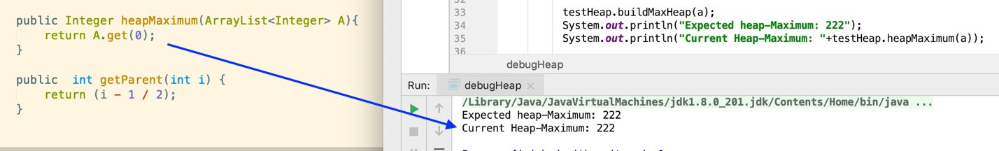 public Integer heapMaximum(ArrayList<Integer> A){
    return A.get(0);
}
public  int getParent(int i) {
    return (i - 1 / 2);
}
33 testHeap.buildMaxHeap(a);
34 System.out.println("Expected heap-Maximum: 222");
35 System.out.println("Current Heap-Maximum: "+testHeap.heapMaximum(a));
36
debugHeap
Run: debugHeap ×
/Library/Java/JavaVirtualMachines/jdk1.8.0_201.jdk/Contents/Home/bin/java ...
Expected heap-Maximum: 222
Current Heap-Maximum: 222